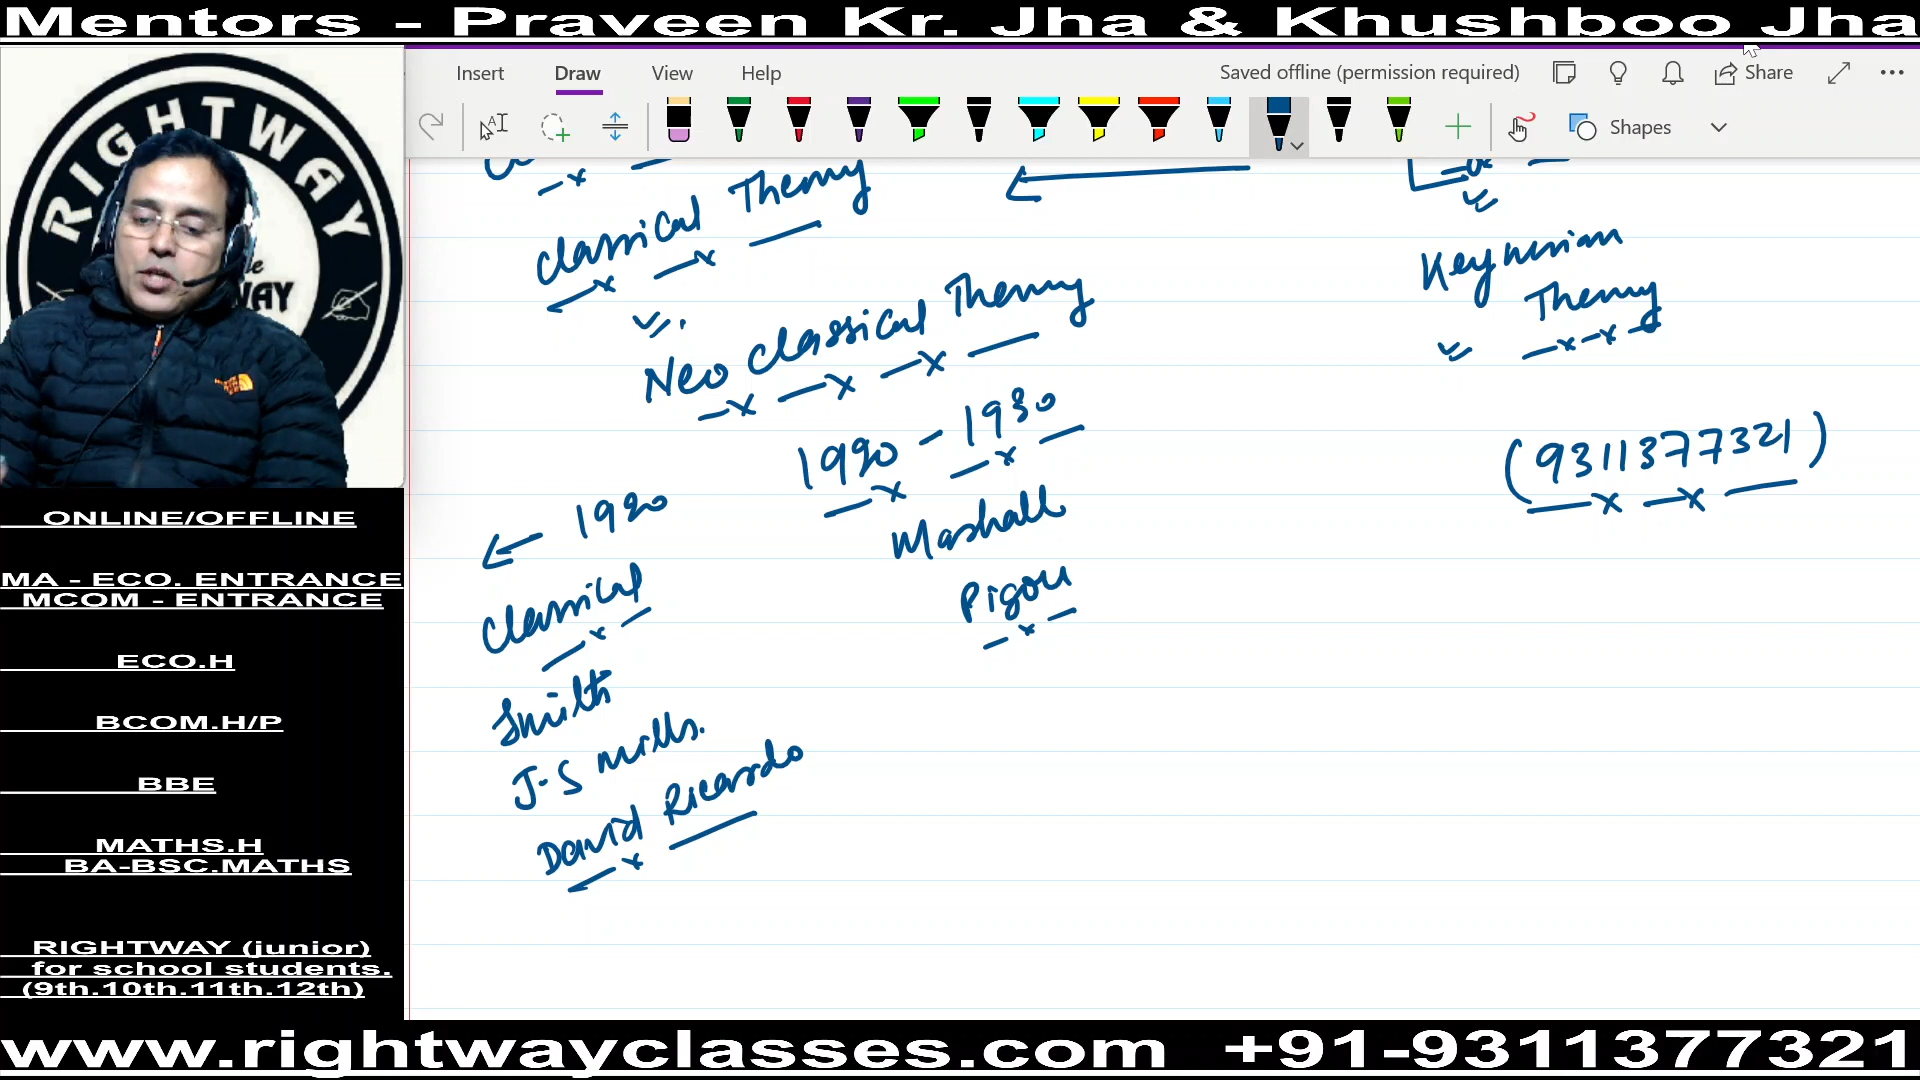 Mentors - Praveen Kr. Jha & Khushboo Jha
RIGHTWAY
WAY
Insert Draw View Help
Saved offline (permission required)
Share
Shapes
Classical Theory
Neo Classical Theory
Keynesian
Theory
1920 - 1930
(9311377321)
← 1920
Marshall
Pigou
Classical
Smith
J-S Mills.
David Ricardo
ONLINE/OFFLINE
MA - ECO. ENTRANCE
MCOM - ENTRANCE
ECO.H
BCOM.H/P
BBE
MATHS.H
BA-BSC.MATHS
RIGHTWAY (junior)
for school students.
(9th.10th.11th.12th)
www.rightwayclasses.com +91-9311377321